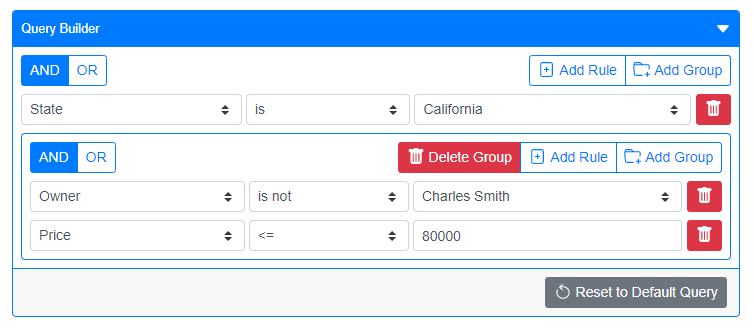 Query Builder
AND OR Add Rule Add Group
State is California
AND OR Delete Group Add Rule Add Group
Owner is not Charles Smith
Price <= 80000
Reset to Default Query